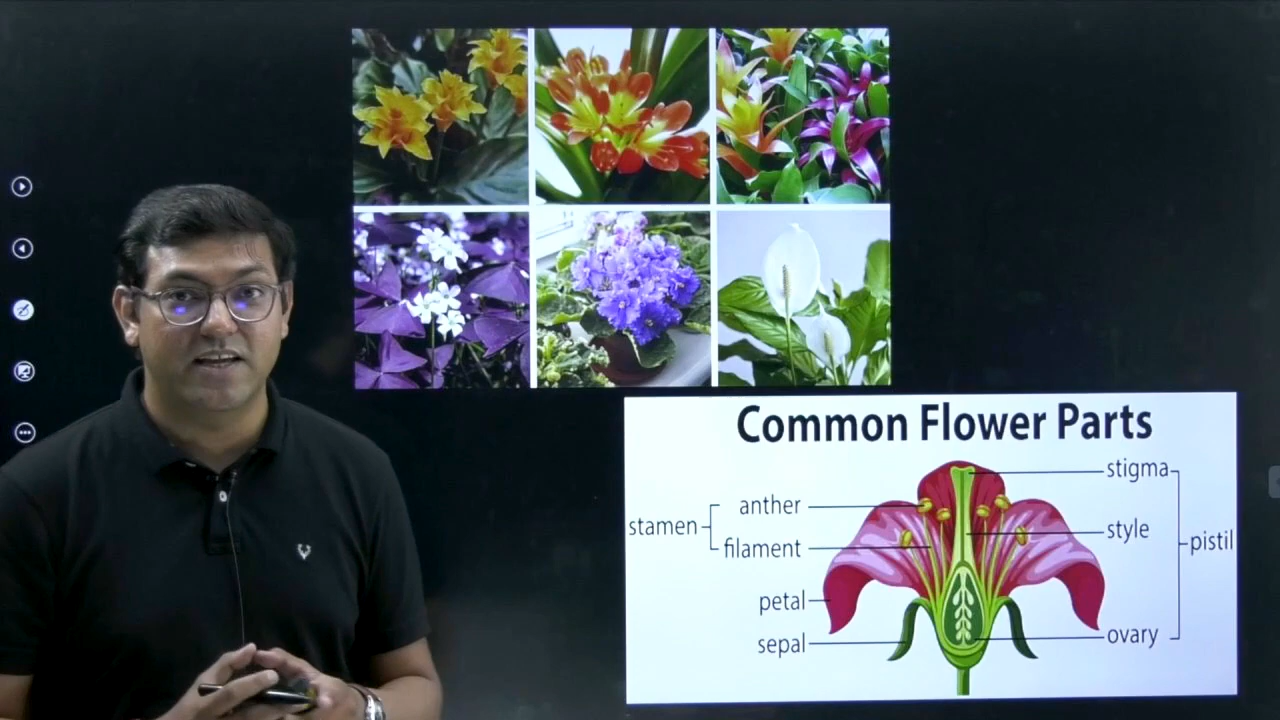 Common Flower Parts
stigma
anther
stamen
style
filament
pistil
petal
ovary
sepal